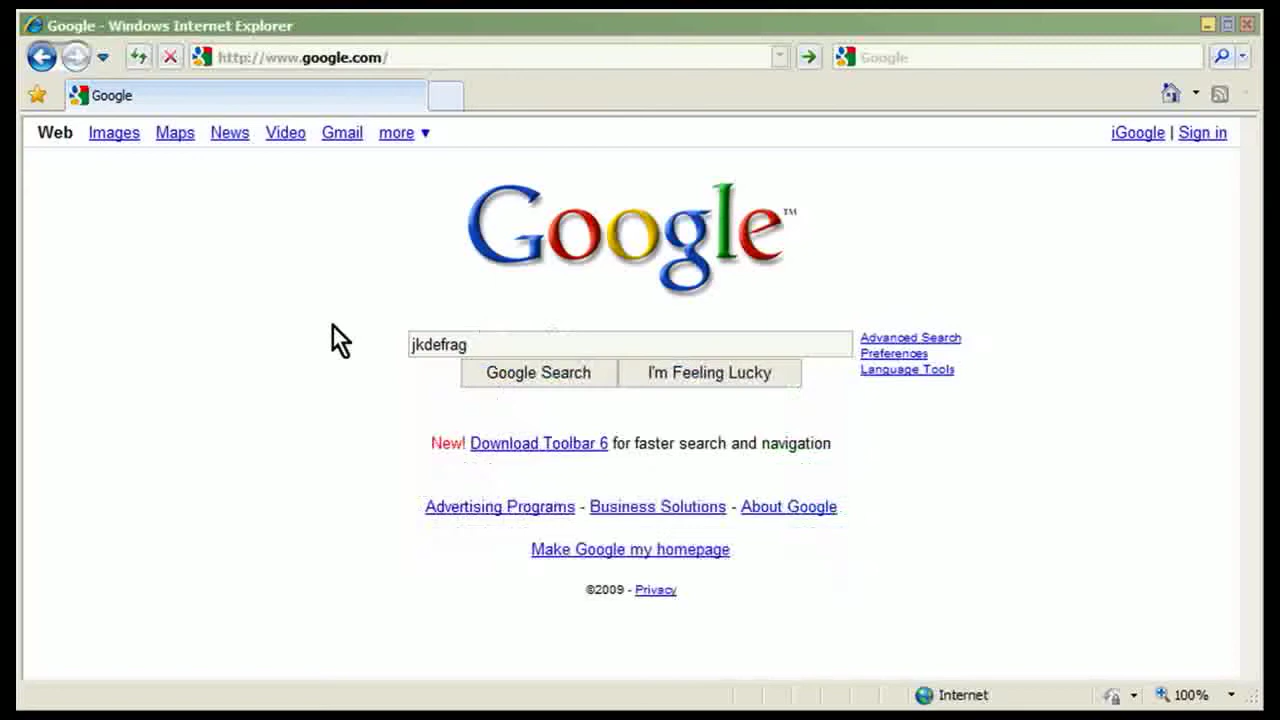 Google - Windows Internet Explorer
http://www.google.com/
Google
Google
Web Images Maps News Video Gmail more ▼
iGoogle | Sign in
Google™
jkdefrag
Advanced Search
Preferences
Language Tools
Google Search I'm Feeling Lucky
New! Download Toolbar 6 for faster search and navigation
Advertising Programs - Business Solutions - About Google
Make Google my homepage
©2009 - Privacy
Internet 100%